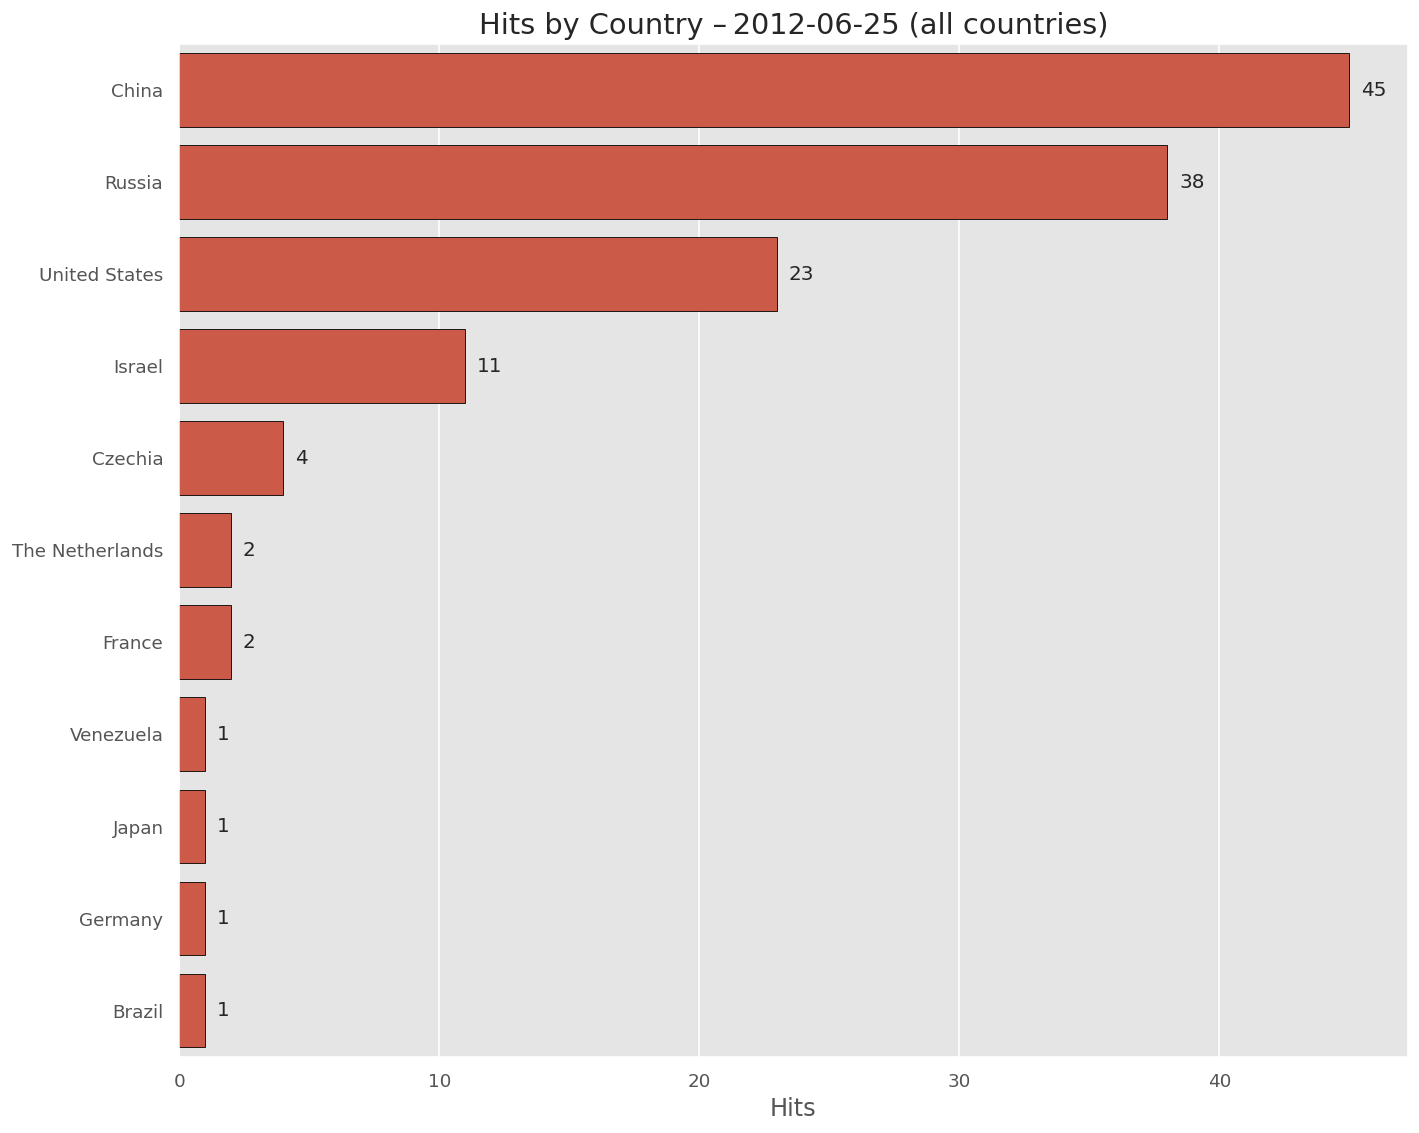 Hits by Country – 2012-06-25 (all countries)
China 45
Russia 38
United States 23
Israel 11
Czechia 4
The Netherlands 2
France 2
Venezuela 1
Japan 1
Germany 1
Brazil 1
0 10 20 30 40
Hits